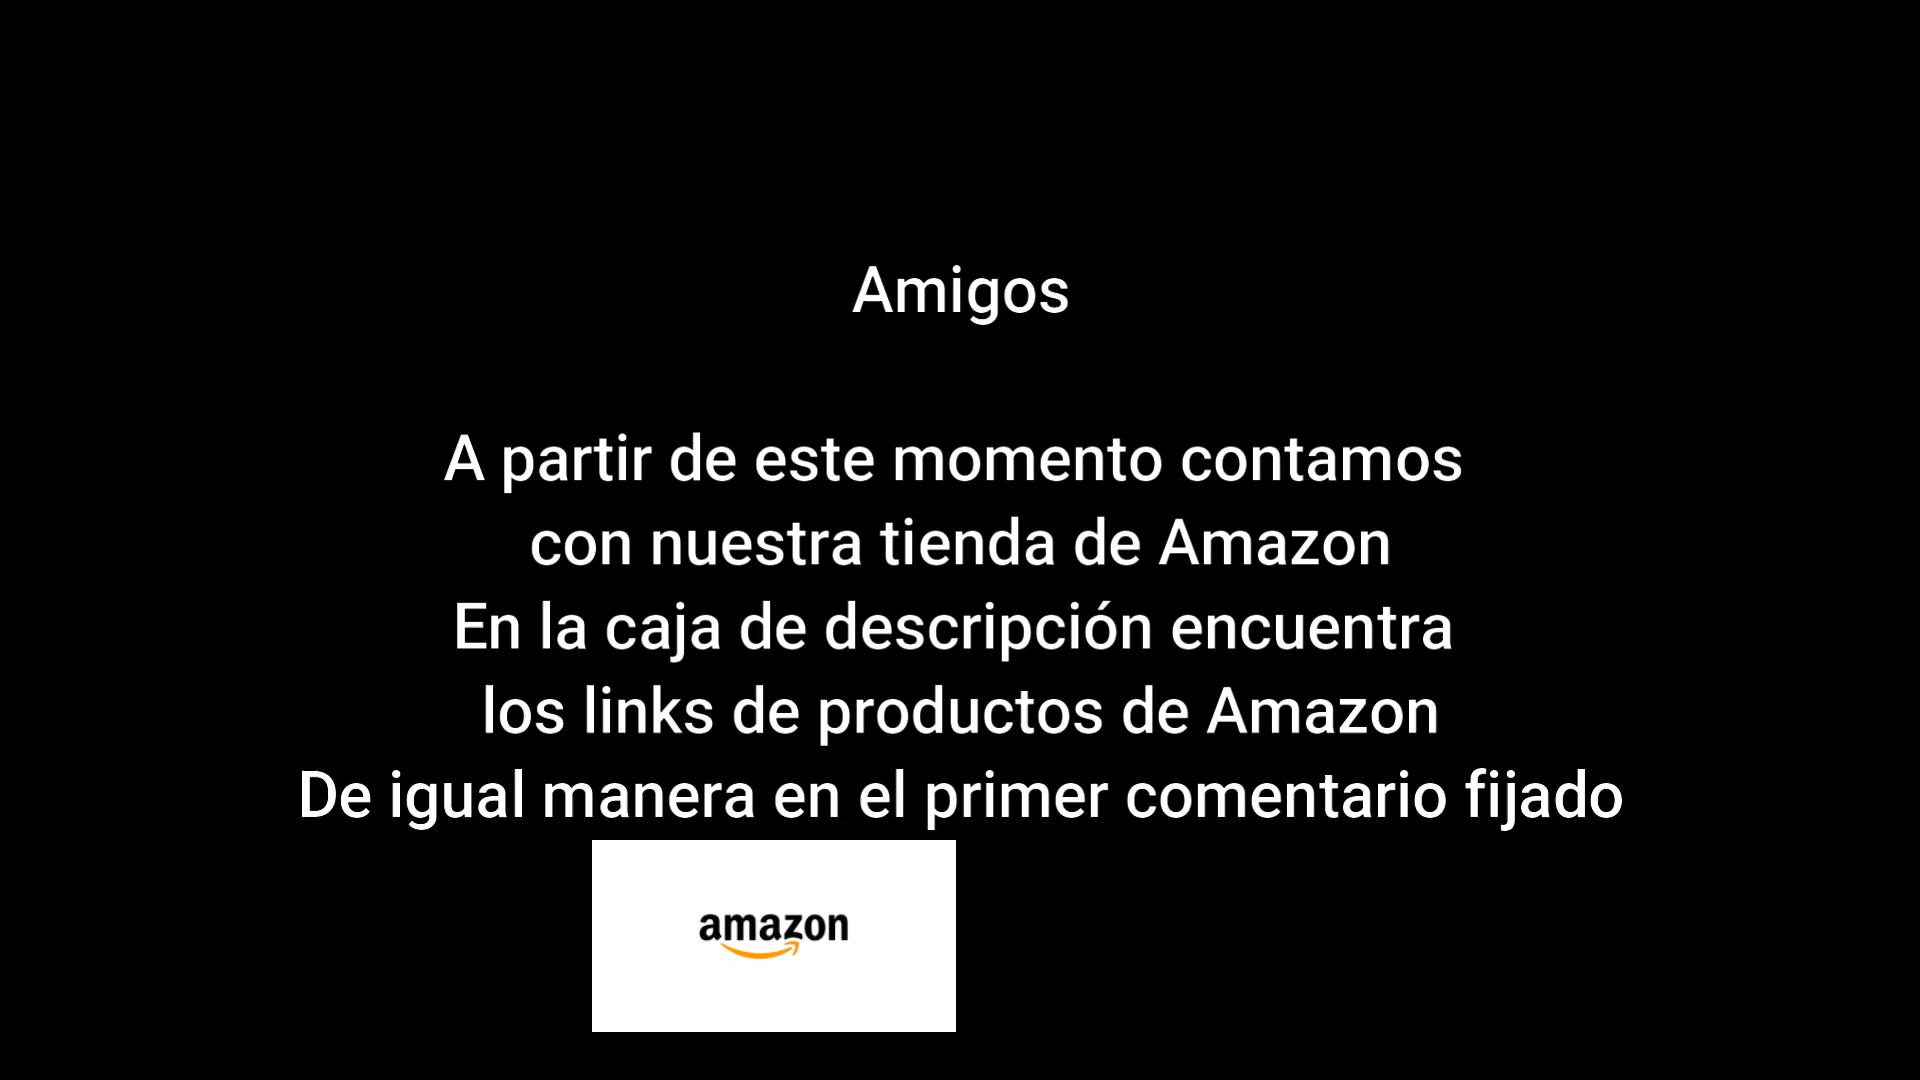 Amigos
A partir de este momento contamos
con nuestra tienda de Amazon
En la caja de descripción encuentra
los links de productos de Amazon
De igual manera en el primer comentario fijado
amazon